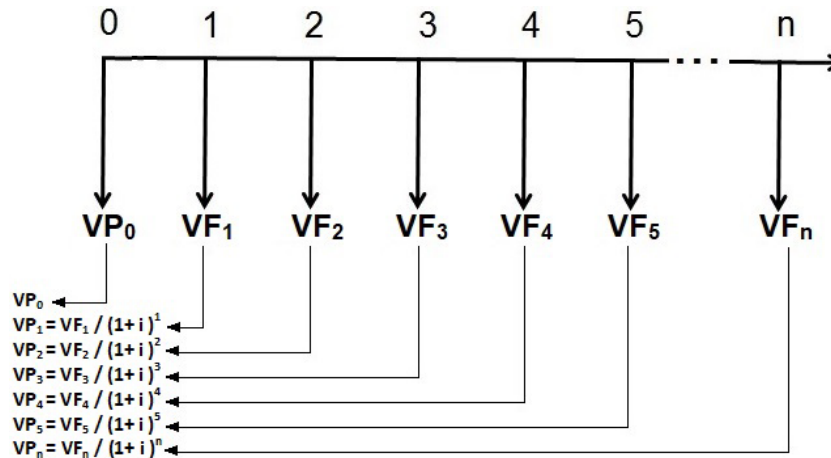 0 1 2 3 4 5 n
VP₀ VF₁ VF₂ VF₃ VF₄ VF₅ VFₙ
VP₀
VP₁ = VF₁ / (1+ i )¹
VP₂ = VF₂ / (1+ i )²
VP₃ = VF₃ / (1+ i )³
VP₄ = VF₄ / (1+ i )⁴
VP₅ = VF₅ / (1+ i )⁵
VPₙ = VFₙ / (1+ i )ⁿ